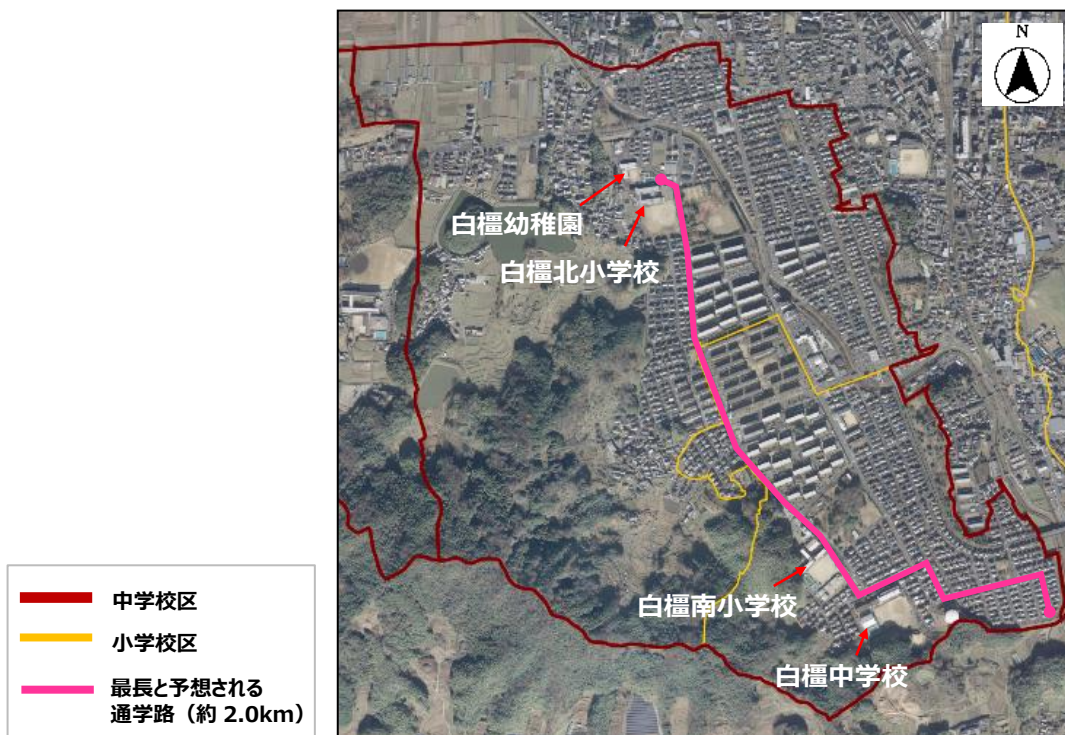 N
白橿幼稚園
白橿北小学校
白橿南小学校
白橿中学校
中学校区
小学校区
最長と予想される
通学路（約 2.0km）